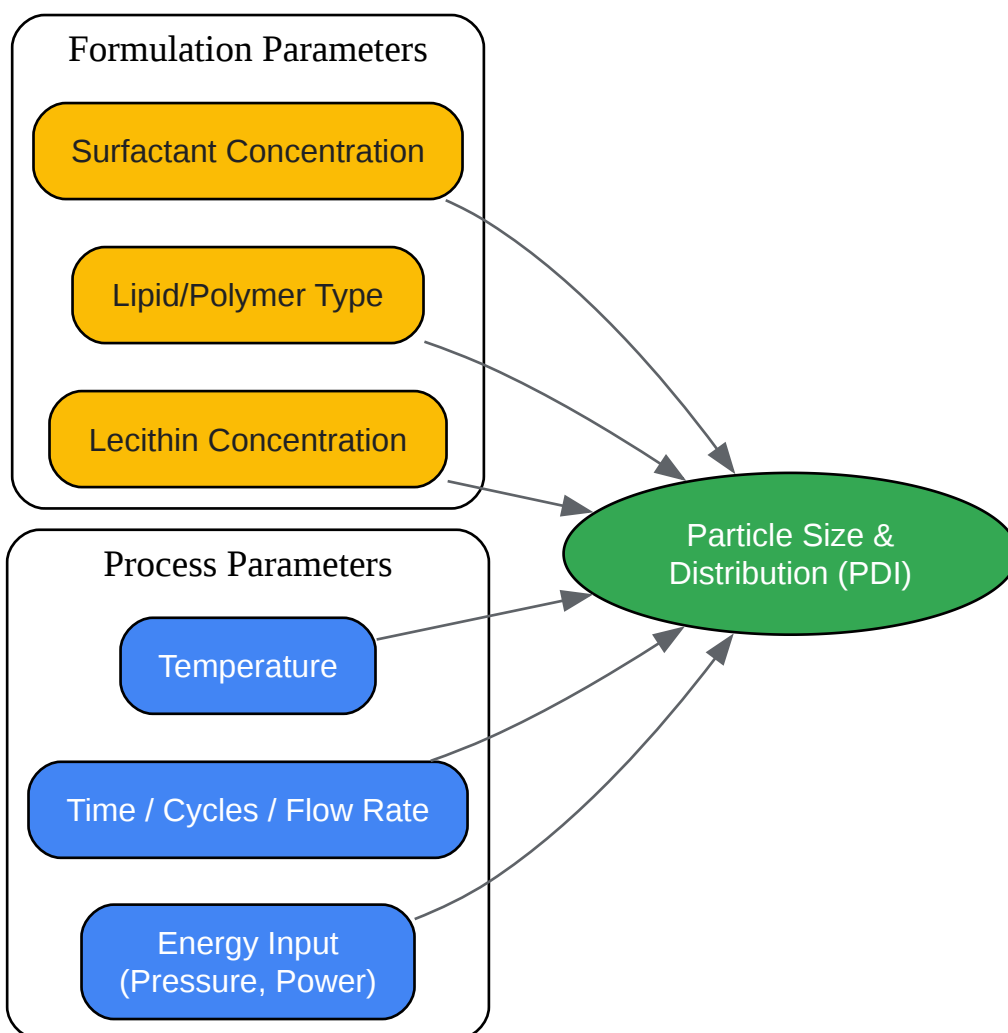 Formulation Parameters
Surfactant Concentration
Lipid/Polymer Type
Lecithin Concentration
Particle Size &
Distribution (PDI)
Process Parameters
Temperature
Time / Cycles / Flow Rate
Energy Input
(Pressure, Power)